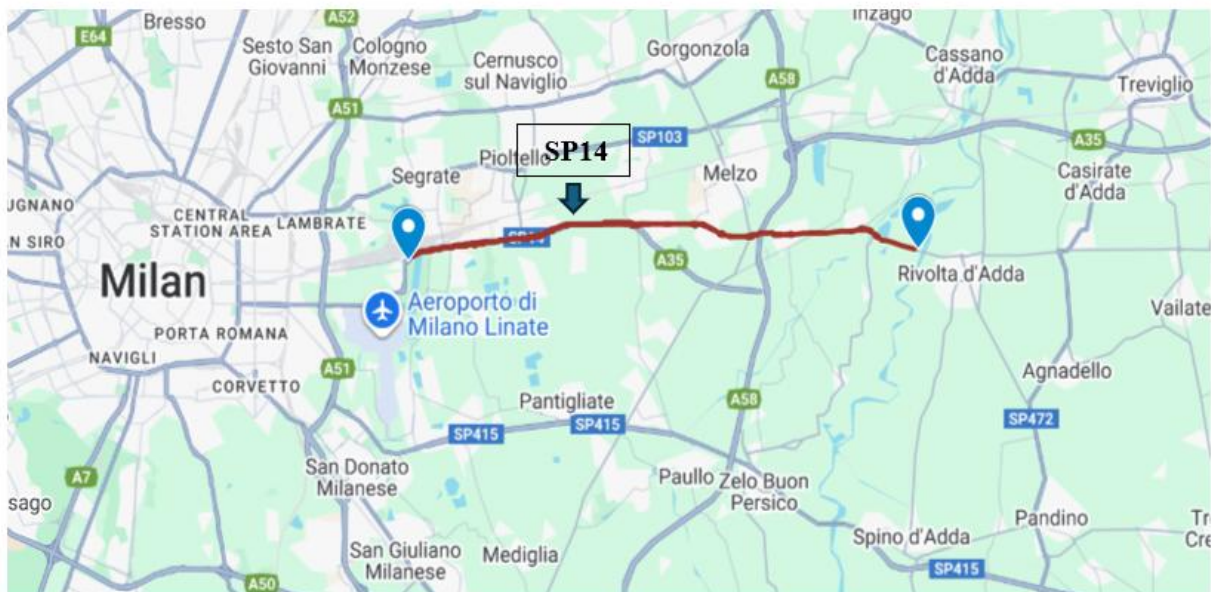 Bresso
A52
Inzago
E64
Sesto San
Giovanni
Cologno
Monzese
Cernusco
sul Naviglio
Gorgonzola
Cassano
d'Adda
A58
Treviglio
A51
SP14
SP103
A35
Pioltello
Segrate
Melzo
Casirate
d'Adda
UGNANO
CENTRAL
STATION AREA
LAMBRATE
AN SIRO
A35
Rivolta d'Adda
Milan
Aeroporto di
Milano Linate
Vailate
PORTA ROMANA
NAVIGLI
A51
CORVETTO
Agnadello
Pantigliate
A58
SP415
SP415
SP472
A7
San Donato
Milanese
Paullo
Zelo Buon
Persico
sago
Pandino
Tr
Cre
Spino d'Adda
San Giuliano
Milanese
Mediglia
SP415
A50